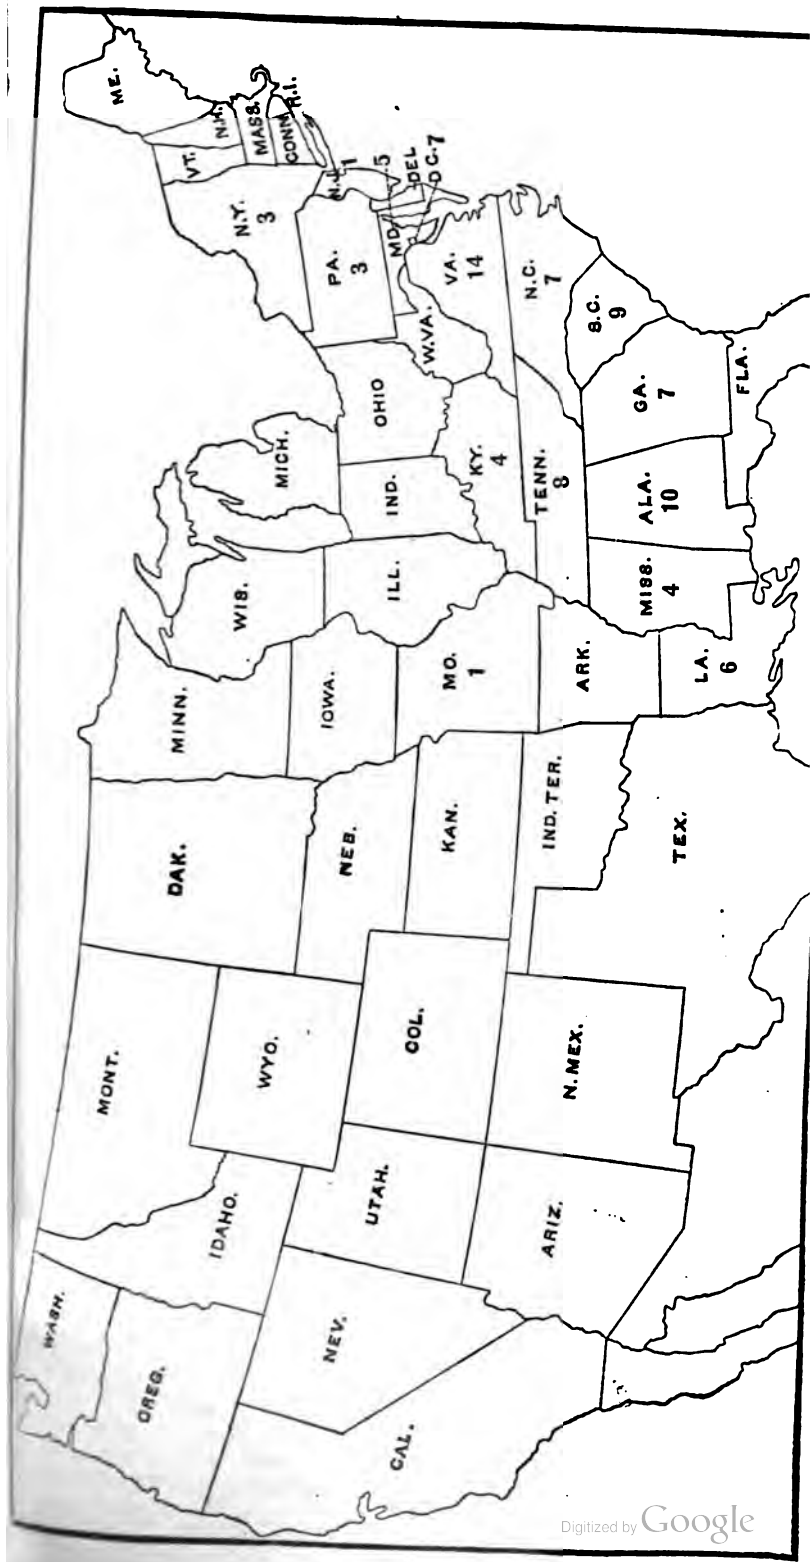 ME.
N.H.
VT.
MASS.
R.I.
CONN.
N.Y.
3
N.J. 1
5
DEL
D.C. 7
MD.
PA.
3
VA.
14
W.VA.
N.C.
7
S.C.
9
GA.
7
FLA.
OHIO
KY.
4
TENN.
8
ALA.
10
MICH.
IND.
ILL.
MISS.
4
WIS.
MO.
1
ARK.
LA.
6
MINN.
IOWA.
DAK.
NEB.
KAN.
IND. TER.
TEX.
MONT.
WYO.
COL.
N.MEX.
IDAHO.
UTAH.
ARIZ.
WASH.
OREG.
NEV.
CAL.
Digitized by Google